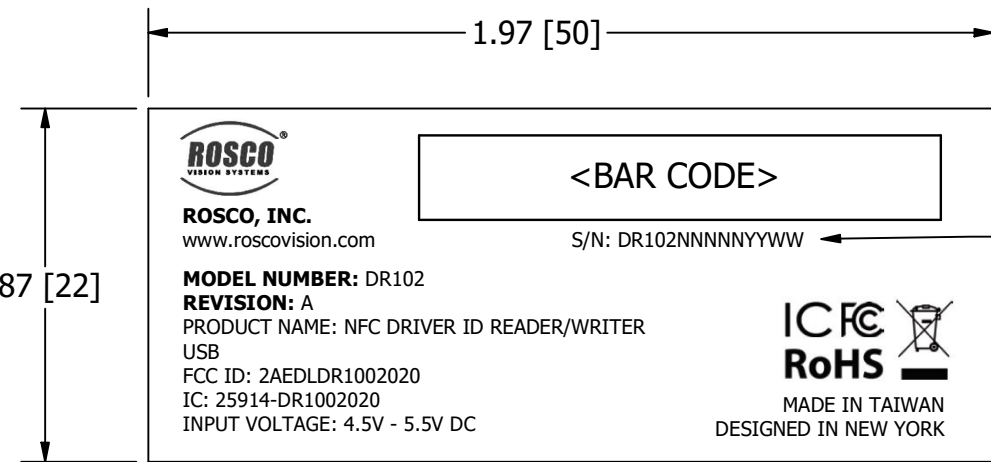 1.97 [50]
87 [22]
ROSCO®
VISION SYSTEMS
<BAR CODE>
ROSCO, INC.
www.roscovision.com
S/N: DR102NNNNNYYWW
MODEL NUMBER: DR102
REVISION: A
PRODUCT NAME: NFC DRIVER ID READER/WRITER
USB
FCC ID: 2AEDLDR1002020
IC: 25914-DR1002020
INPUT VOLTAGE: 4.5V - 5.5V DC
IC FC
RoHS
MADE IN TAIWAN
DESIGNED IN NEW YORK